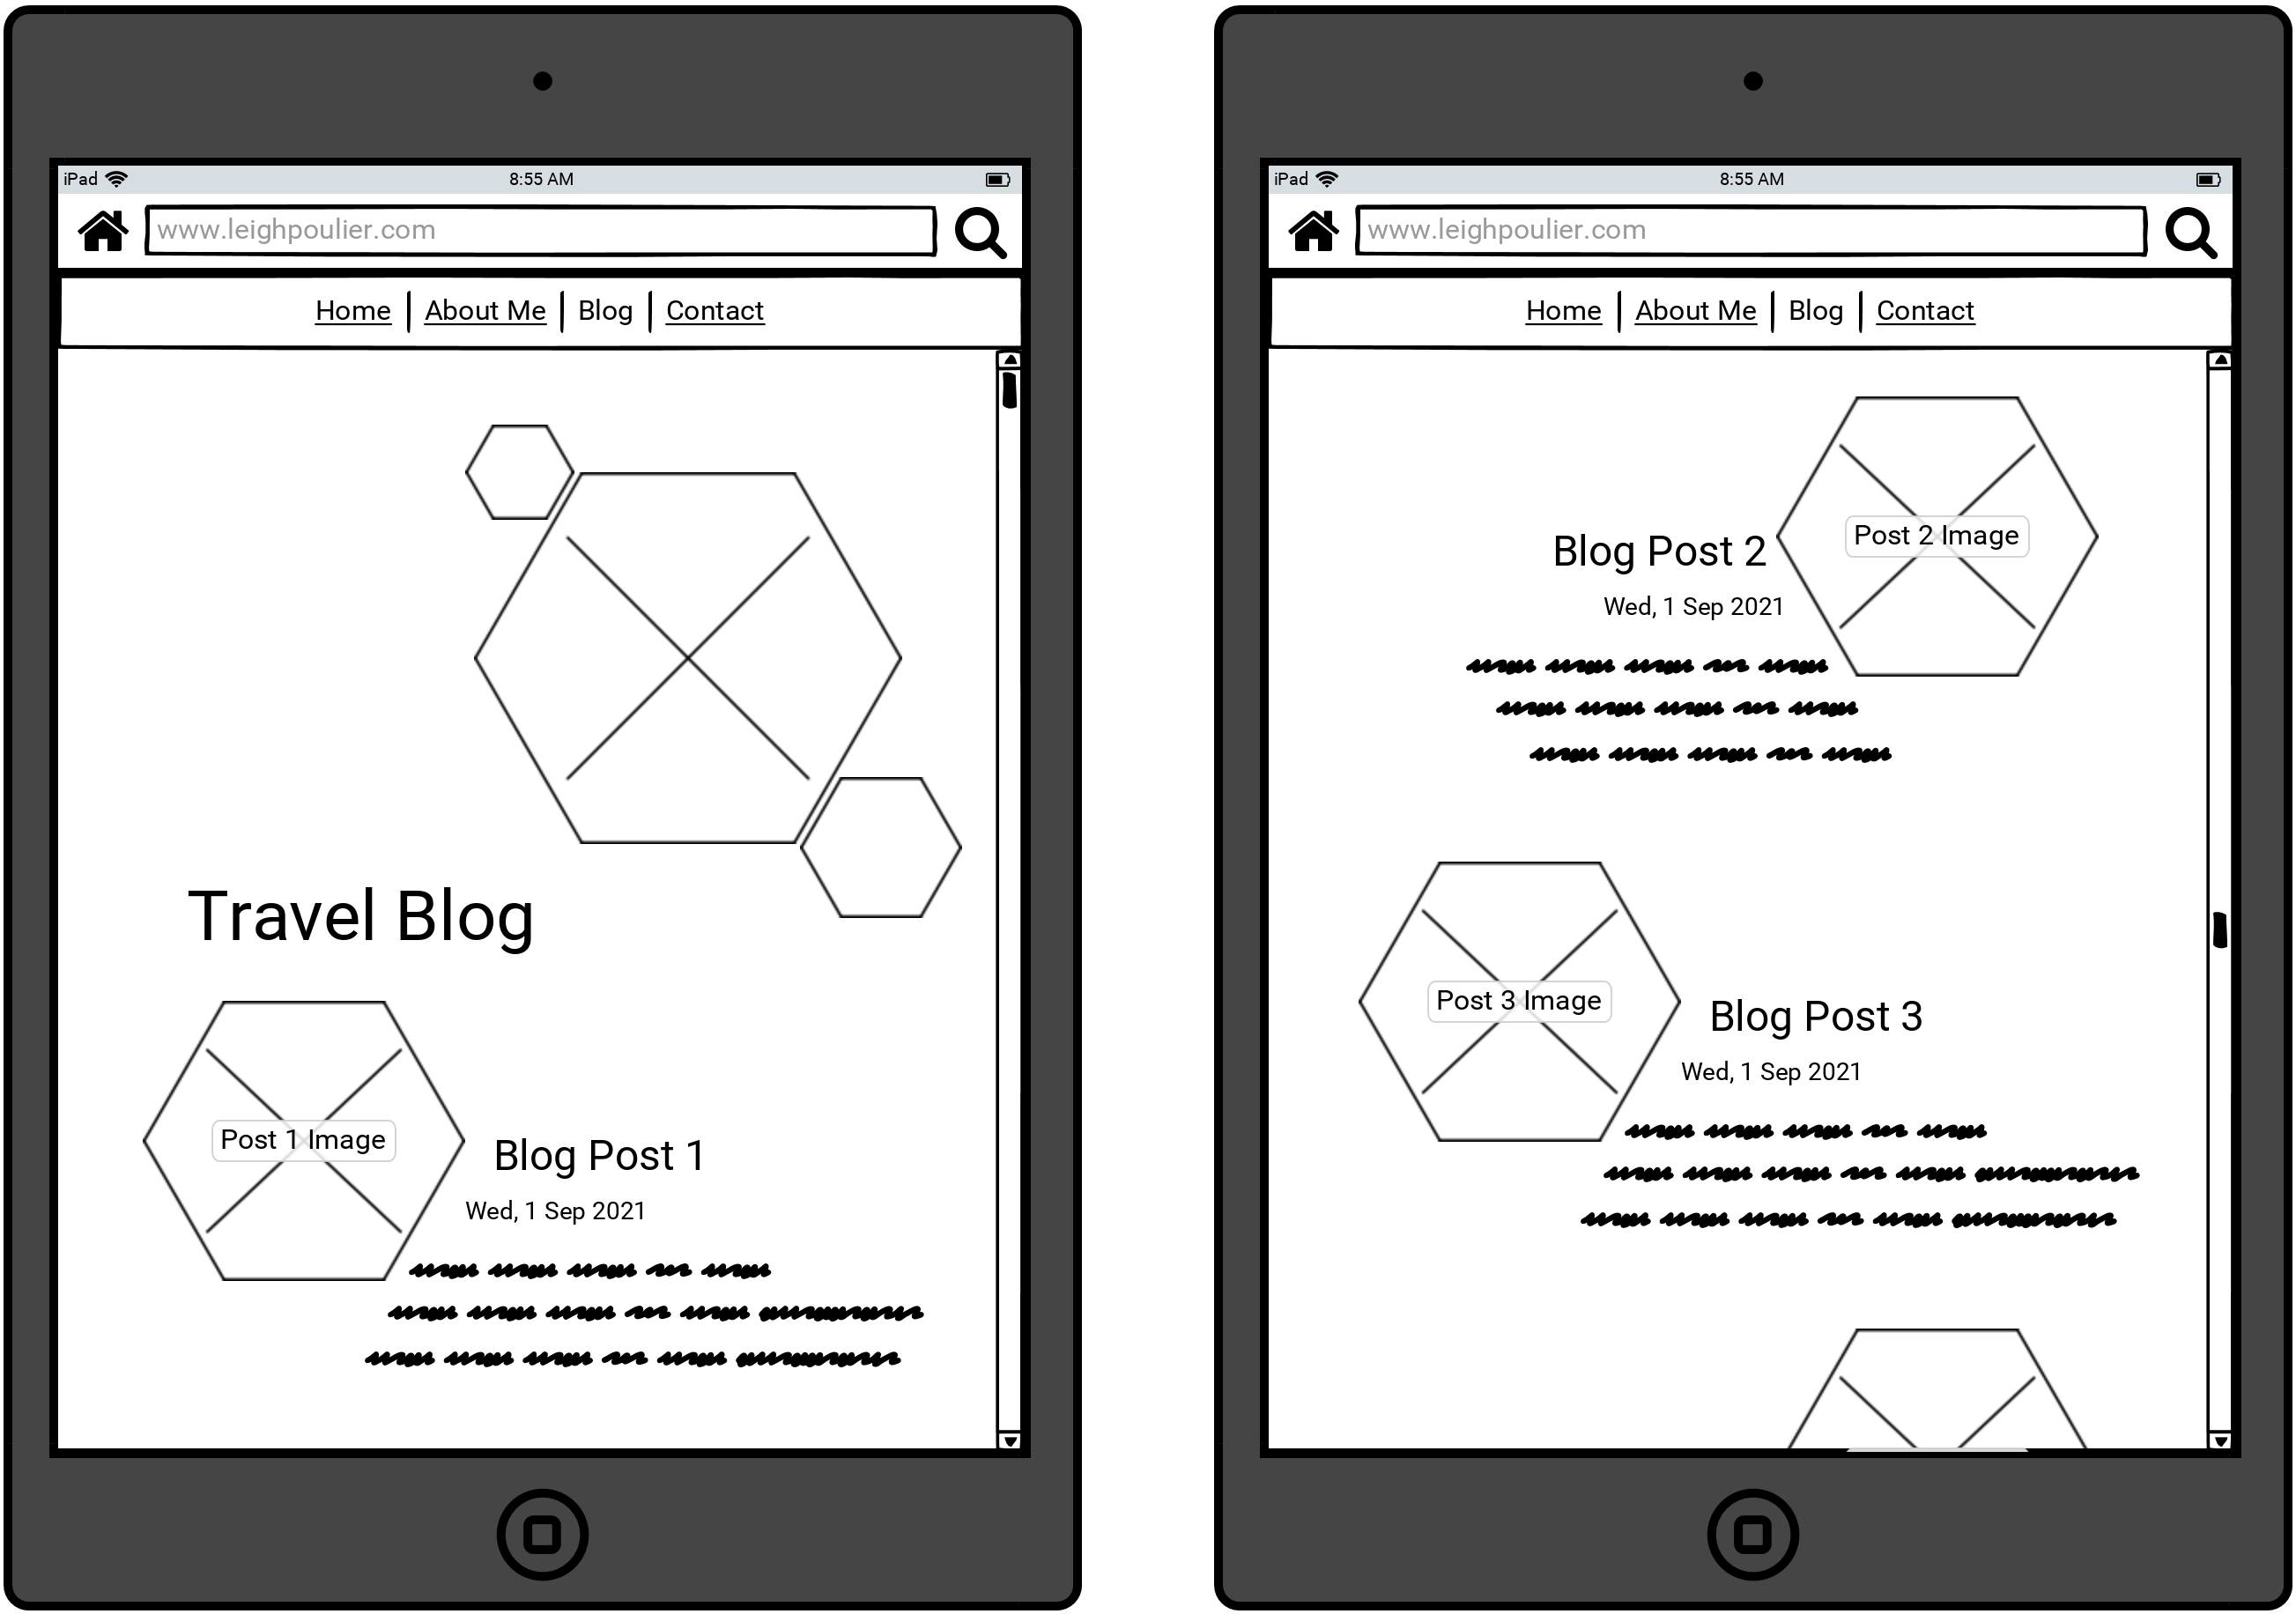 iPad 8:55 AM
www.leighpoulier.com
Home About Me Blog Contact
Travel Blog
Post 1 Image
Blog Post 1
Wed, 1 Sep 2021
iPad 8:55 AM
www.leighpoulier.com
Home About Me Blog Contact
Post 2 Image
Blog Post 2
Wed, 1 Sep 2021
Post 3 Image
Blog Post 3
Wed, 1 Sep 2021